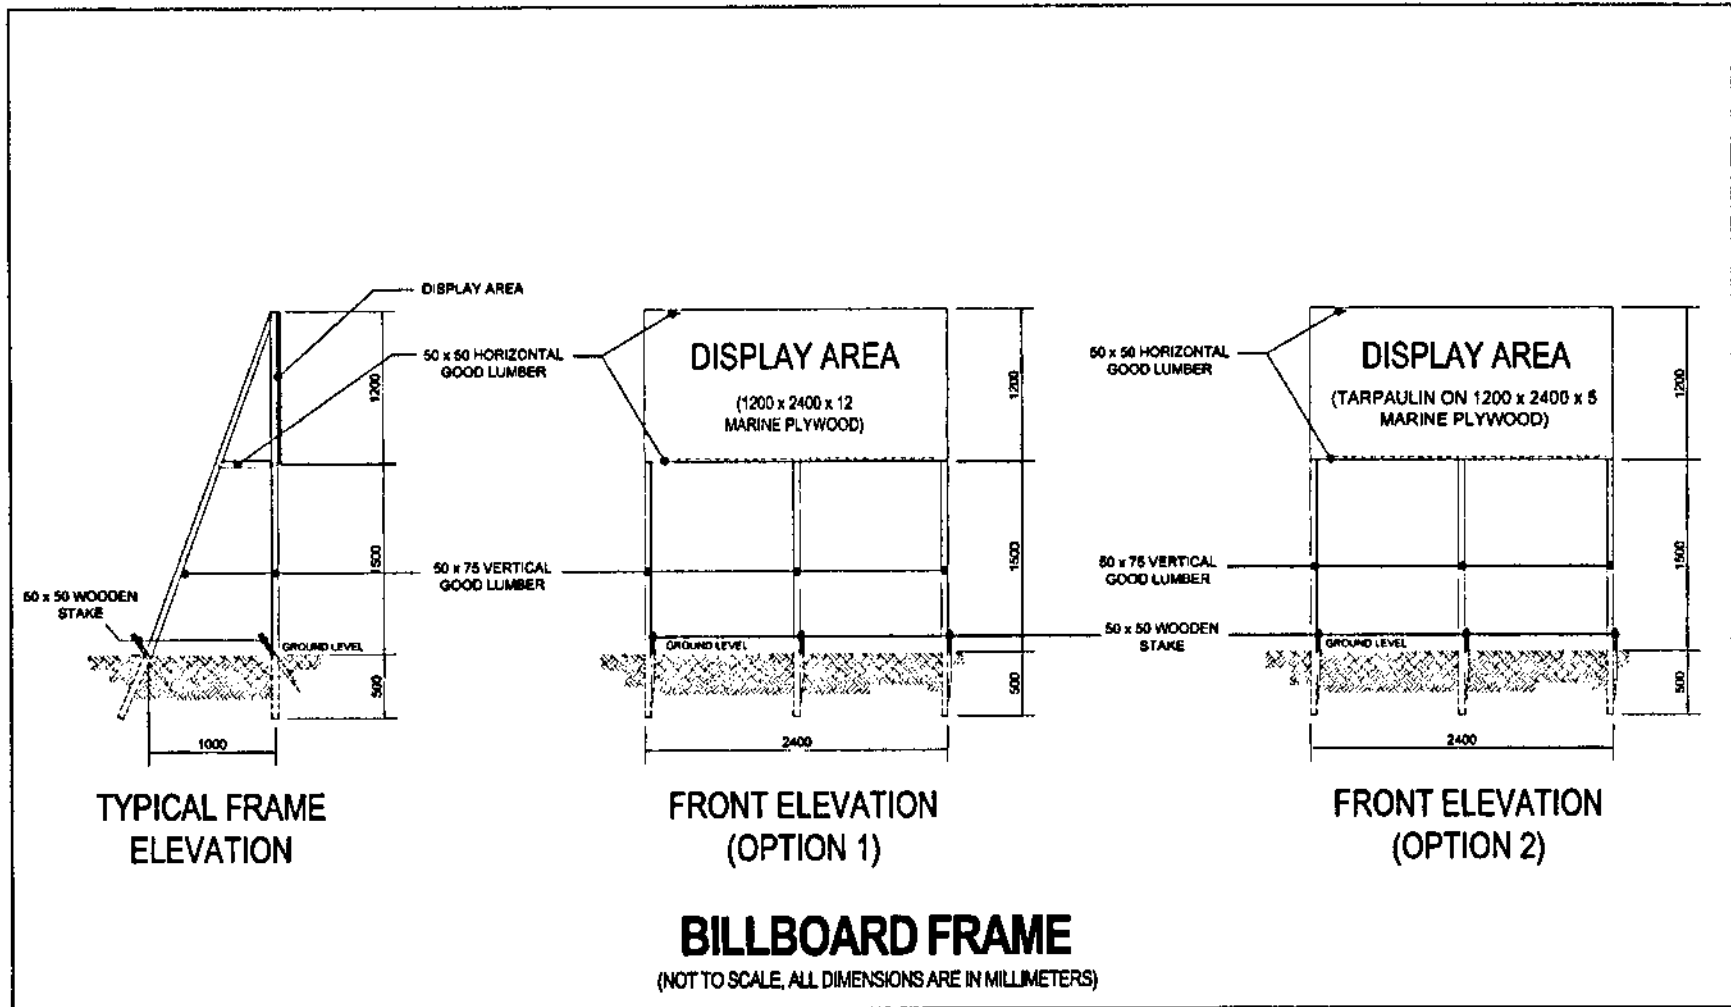 DISPLAY AREA
50 x 50 HORIZONTAL
GOOD LUMBER
1200
1500
50 x 75 VERTICAL
GOOD LUMBER
50 x 50 WOODEN
STAKE
GROUND LEVEL
500
1000
TYPICAL FRAME
ELEVATION
DISPLAY AREA
(1200 x 2400 x 12
MARINE PLYWOOD)
1200
1500
GROUND LEVEL
500
2400
FRONT ELEVATION
(OPTION 1)
50 x 50 HORIZONTAL
GOOD LUMBER
DISPLAY AREA
(TARPAULIN ON 1200 x 2400 x 5
MARINE PLYWOOD)
1200
50 x 75 VERTICAL
GOOD LUMBER
1500
50 x 50 WOODEN
STAKE
GROUND LEVEL
500
2400
FRONT ELEVATION
(OPTION 2)
BILLBOARD FRAME
(NOT TO SCALE, ALL DIMENSIONS ARE IN MILLIMETERS)